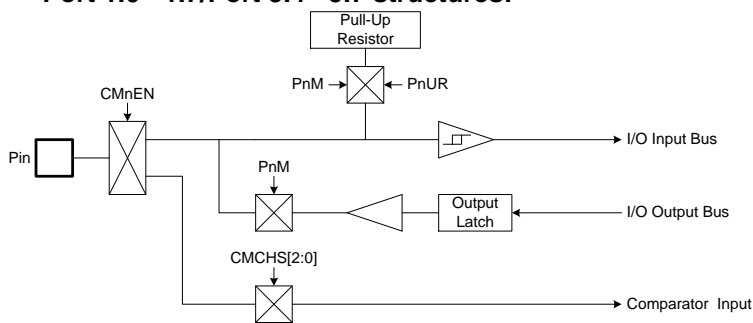 Pull-Up
Resistor
PnM
PnUR
CMnEN
Pin
I/O Input Bus
PnM
Output
Latch
I/O Output Bus
CMCHS[2:0]
Comparator Input